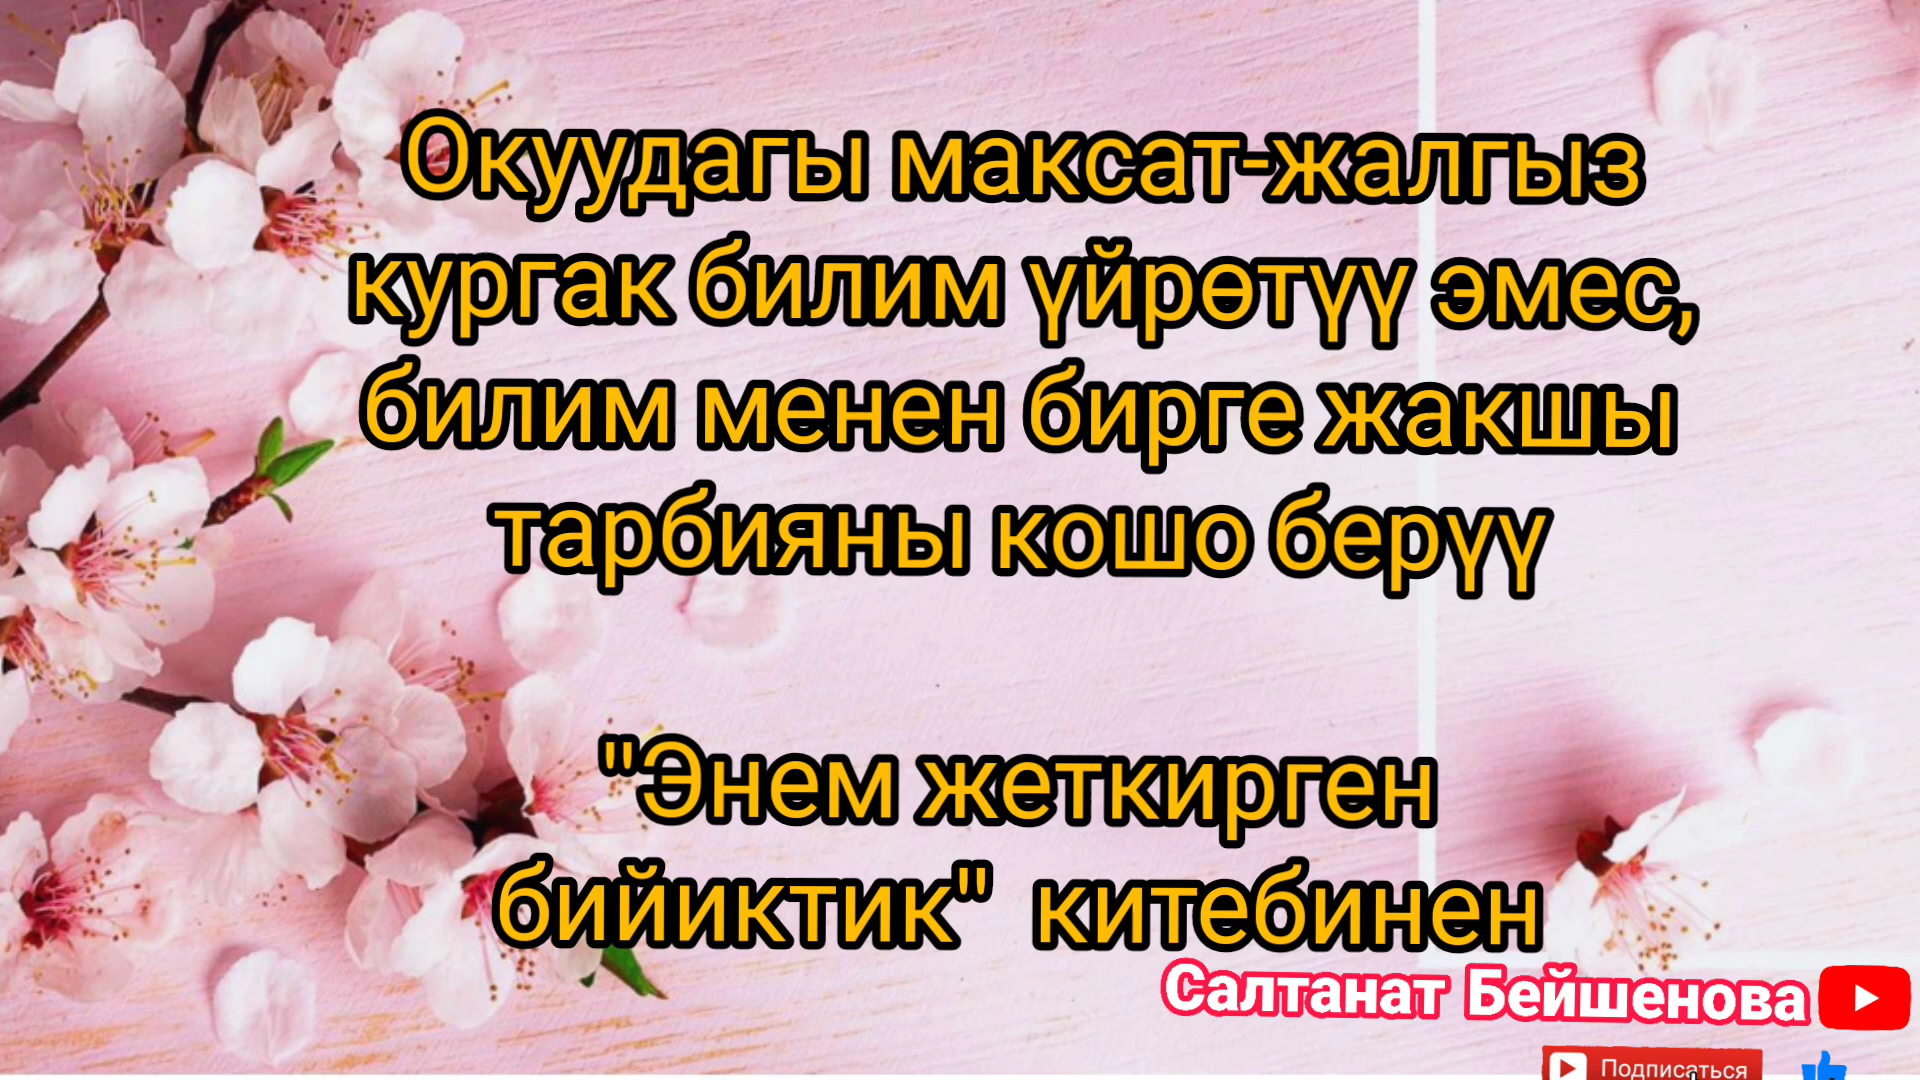 Окуудагы максат-жалгыз
кургак билим үйрөтүү эмес,
билим менен бирге жакшы
тарбияны кошо берүү
"Энем жеткирген
бийиктик" китебинен
Салтанат Бейшенова
Подписаться